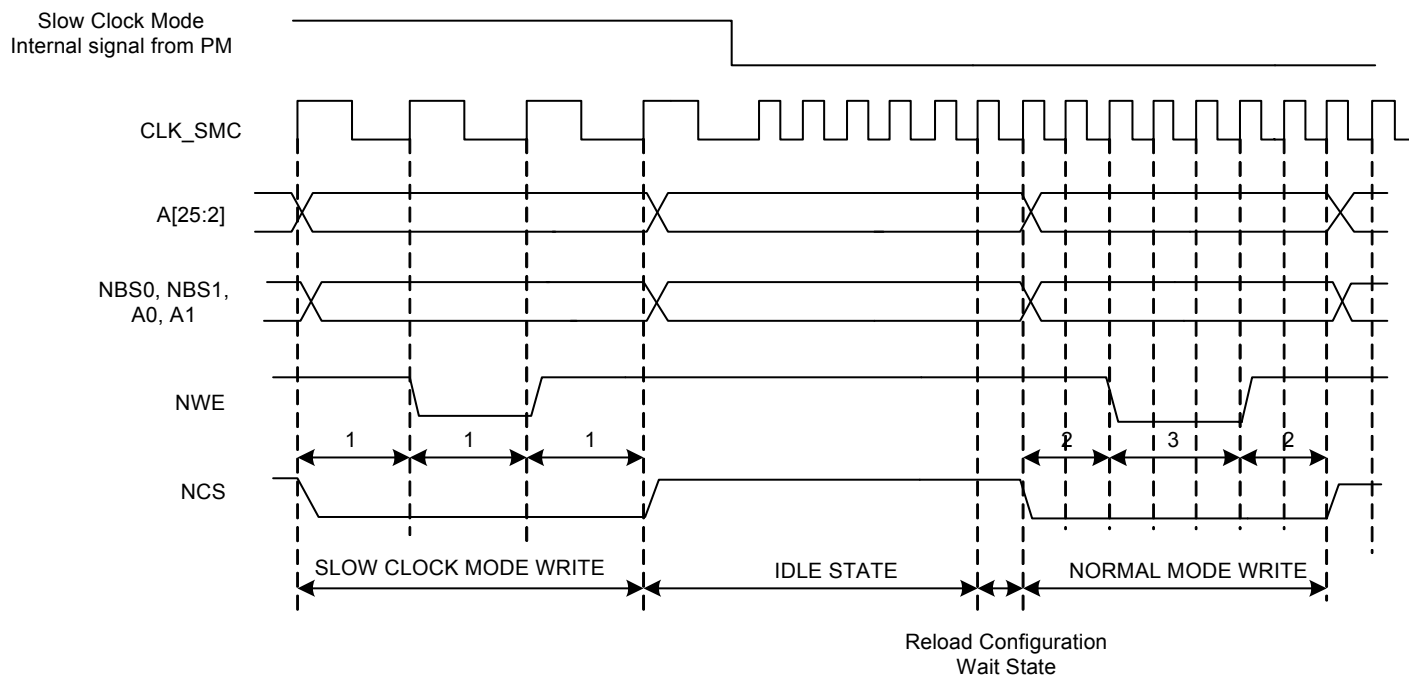 Slow Clock Mode
Internal signal from PM
CLK_SMC
A[25:2]
NBS0, NBS1,
A0, A1
NWE
1 1 1 2 3 2
NCS
SLOW CLOCK MODE WRITE IDLE STATE NORMAL MODE WRITE
Reload Configuration
Wait State